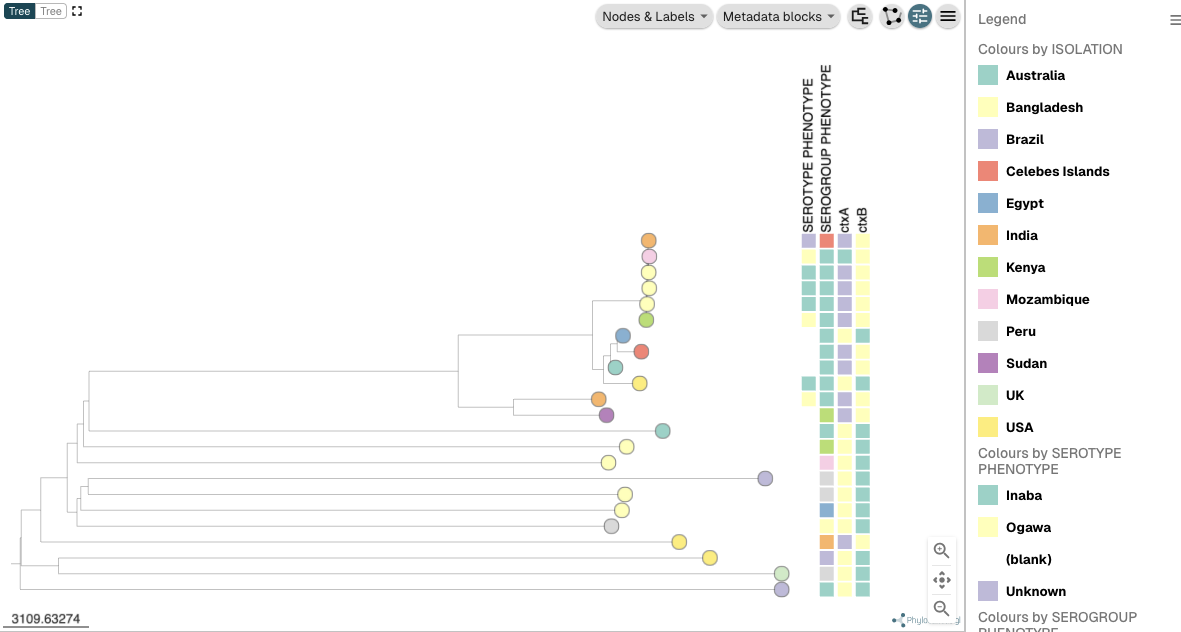 Tree Tree
Nodes & Labels Metadata blocks
SEROTYPE PHENOTYPE
SEROGROUP PHENOTYPE
ctxA
ctxB
3109.63274
Legend
Colours by ISOLATION
Australia
Bangladesh
Brazil
Celebes Islands
Egypt
India
Kenya
Mozambique
Peru
Sudan
UK
USA
Colours by SEROTYPE
PHENOTYPE
Inaba
Ogawa
(blank)
Unknown
Colours by SEROGROUP
PHENOTYPE